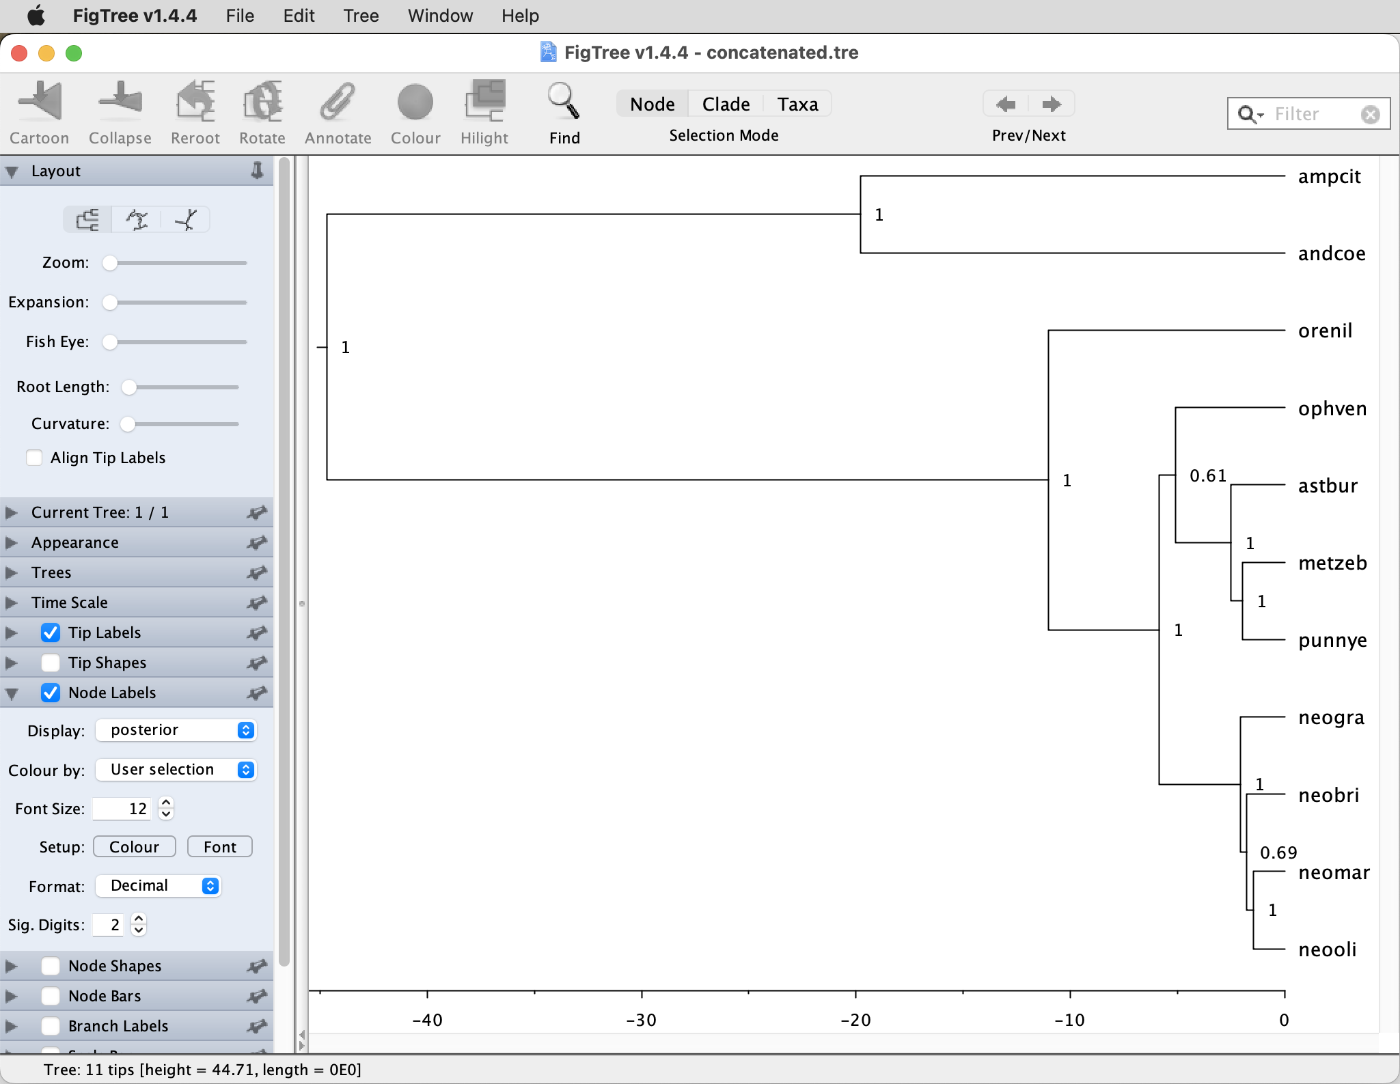 FigTree v1.4.4 File Edit Tree Window Help
FigTree v1.4.4 - concatenated.tre
Cartoon Collapse Reroot Rotate Annotate Colour Hilight Find
Node Clade Taxa
Selection Mode
Prev/Next
Filter
Layout
Zoom:
Expansion:
Fish Eye:
Root Length:
Curvature:
Align Tip Labels
Current Tree: 1 / 1
Appearance
Trees
Time Scale
Tip Labels
Tip Shapes
Node Labels
Display: posterior
Colour by: User selection
Font Size: 12
Setup: Colour Font
Format: Decimal
Sig. Digits: 2
Node Shapes
Node Bars
Branch Labels
ampcit
1
andcoe
orenil
1
ophven
0.61
astbur
1
1
metzeb
1
punnye
1
neogra
1
neobri
0.69
neomar
1
neooli
-40 -30 -20 -10 0
Tree: 11 tips [height = 44.71, length = 0E0]